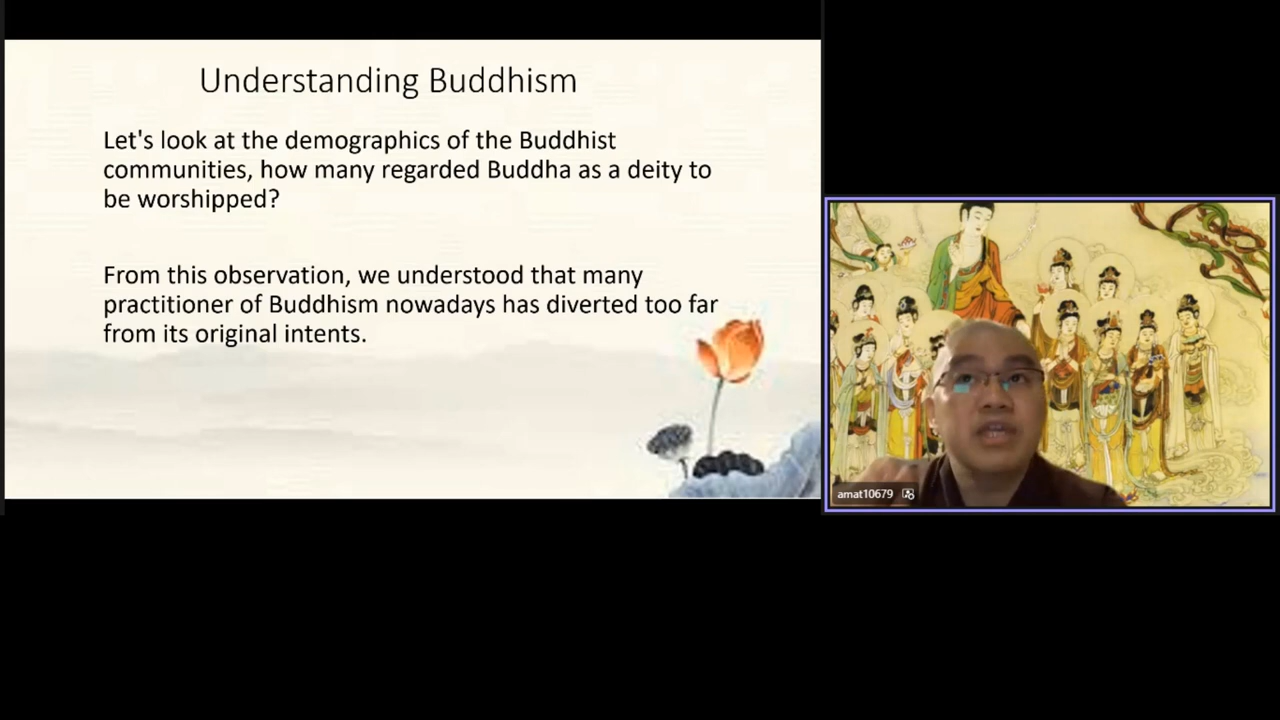 Understanding Buddhism
Let's look at the demographics of the Buddhist
communities, how many regarded Buddha as a deity to
be worshipped?
From this observation, we understood that many
practitioner of Buddhism nowadays has diverted too far
from its original intents.
amat10679